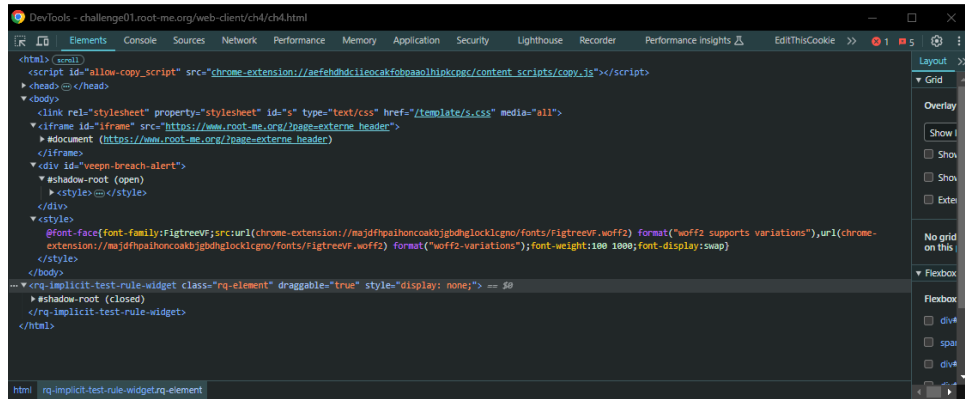 DevTools - challenge01.root-me.org/web-client/ch4/ch4.html
Elements Console Sources Network Performance Memory Application Security Lighthouse Recorder Performance insights EditThisCookie >> 1 5
<html> scroll
<script id="allow-copy_script" src="chrome-extension://aefehdhdciieocakfobpaaolhipkcpgc/content_scripts/copy.js"></script>
<head> … </head>
<body>
<link rel="stylesheet" property="stylesheet" id="s" type="text/css" href="/template/s.css" media="all">
<iframe id="iframe" src="https://www.root-me.org/?page=externe_header">
#document (https://www.root-me.org/?page=externe_header)
</iframe>
<div id="veepn-breach-alert">
#shadow-root (open)
<style> … </style>
</div>
<style>
@font-face{font-family:FigtreeVF;src:url(chrome-extension://majdfhpaihoncoakbjgbdhglocklcgno/fonts/FigtreeVF.woff2) format("woff2 supports variations"),url(chrome-
extension://majdfhpaihoncoakbjgbdhglocklcgno/fonts/FigtreeVF.woff2) format("woff2-variations");font-weight:100 1000;font-display:swap}
</style>
</body>
… <rq-implicit-test-rule-widget class="rq-element" draggable="true" style="display: none;"> == $0
#shadow-root (closed)
</rq-implicit-test-rule-widget>
</html>
html rq-implicit-test-rule-widget.rq-element
Layout >>
Grid
Overlay
Show
Show
Show
Exte
No grid
on this
Flexbox
Flexbox
div#
spa
div#